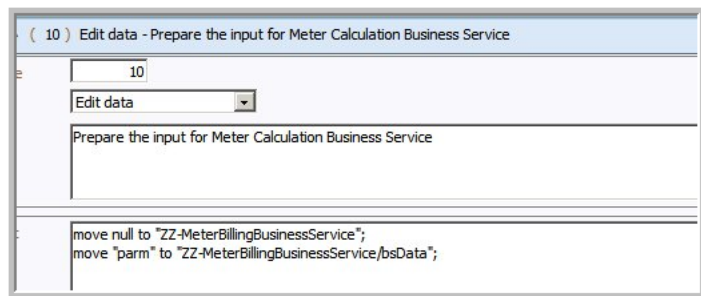 ( 10 ) Edit data - Prepare the input for Meter Calculation Business Service
10
Edit data
Prepare the input for Meter Calculation Business Service
move null to "ZZ-MeterBillingBusinessService";
move "parm" to "ZZ-MeterBillingBusinessService/bsData";